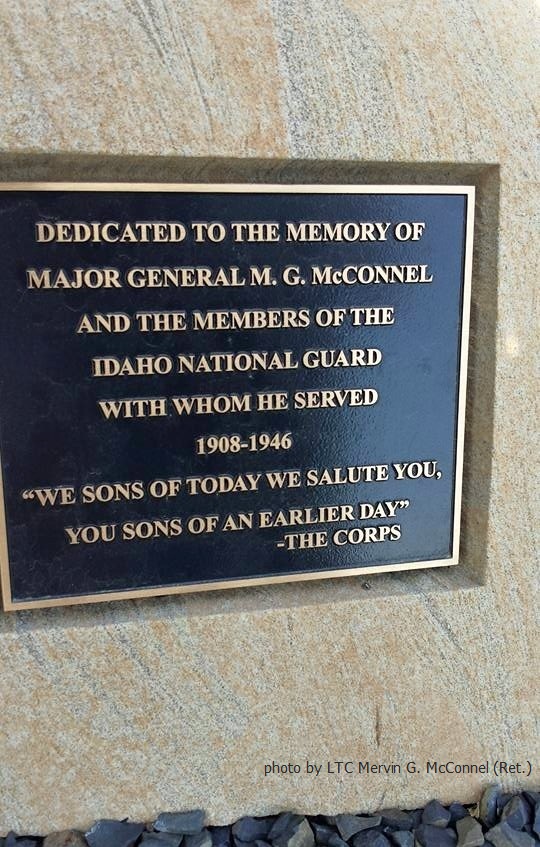 DEDICATED TO THE MEMORY OF
MAJOR GENERAL M. G. McCONNEL
AND THE MEMBERS OF THE
IDAHO NATIONAL GUARD
WITH WHOM HE SERVED
1908-1946
“WE SONS OF TODAY WE SALUTE YOU,
YOU SONS OF AN EARLIER DAY”
-THE CORPS
photo by LTC Mervin G. McConnel (Ret.)